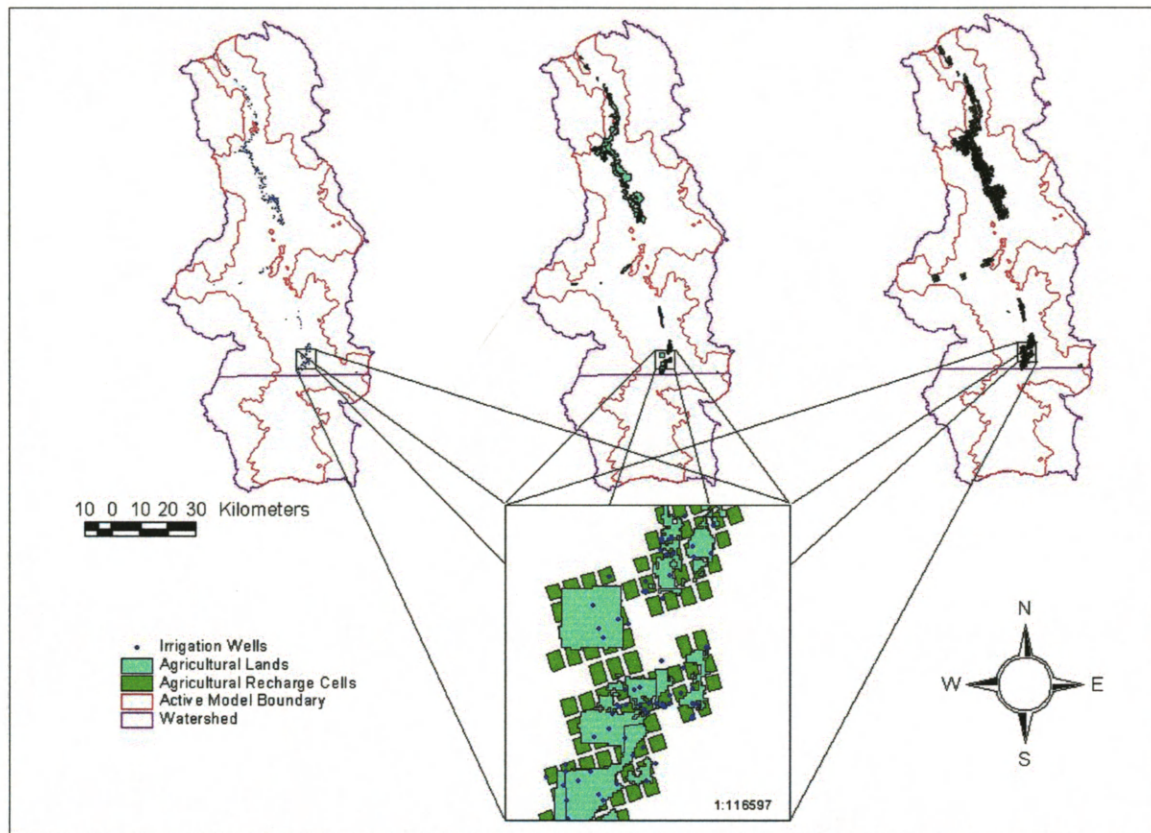 10 0 10 20 30 Kilometers
Irrigation Wells
Agricultural Lands
Agricultural Recharge Cells
Active Model Boundary
Watershed
1:116597
N
W E
S